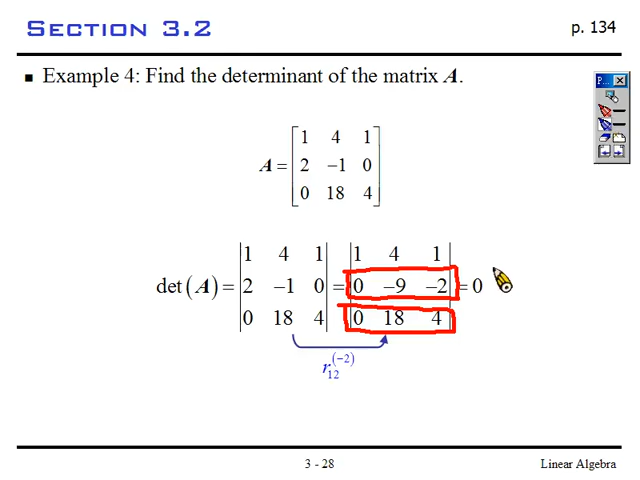 Section 3.2
p. 134
■ Example 4: Find the determinant of the matrix A.
A = [1 4 1
2 −1 0
0 18 4]
det(A) = |1 4 1| = |1 4 1| = 0
|2 −1 0| |0 −9 −2|
|0 18 4| |0 18 4|
r₁₂⁽⁻²⁾
3 - 28
Linear Algebra
P...